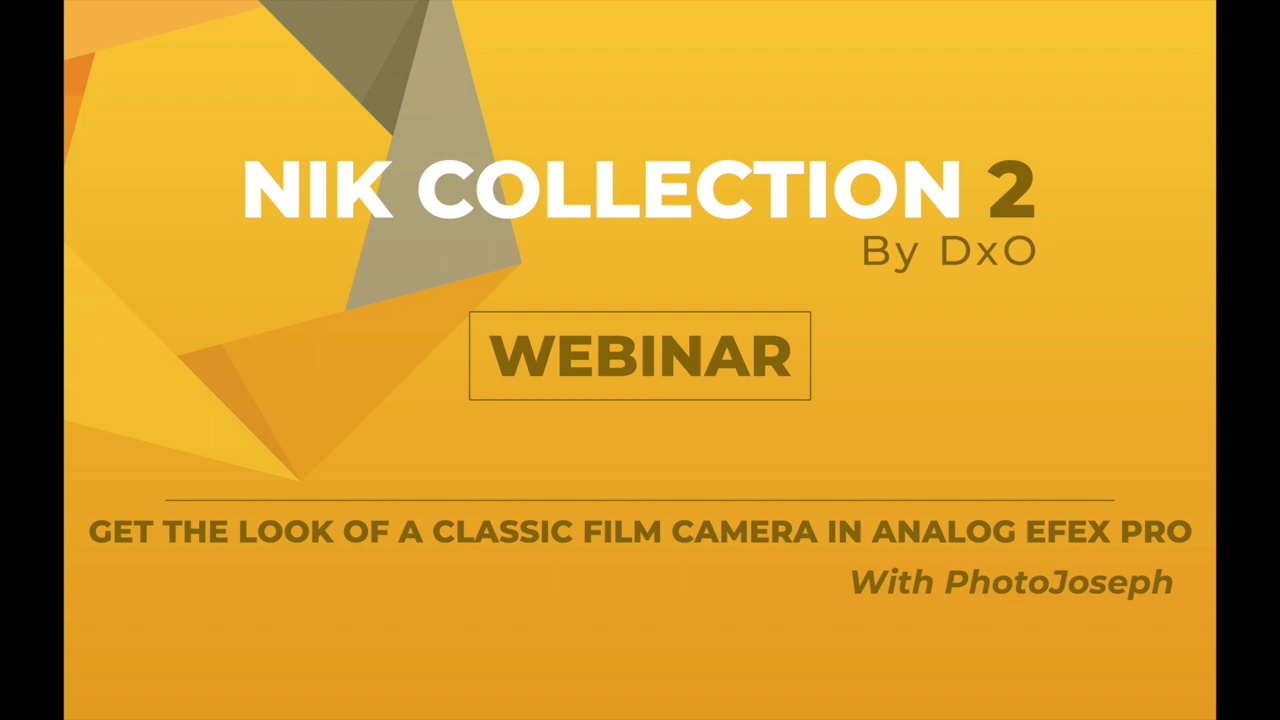 NIK COLLECTION 2
By DxO
WEBINAR
GET THE LOOK OF A CLASSIC FILM CAMERA IN ANALOG EFEX PRO
With PhotoJoseph